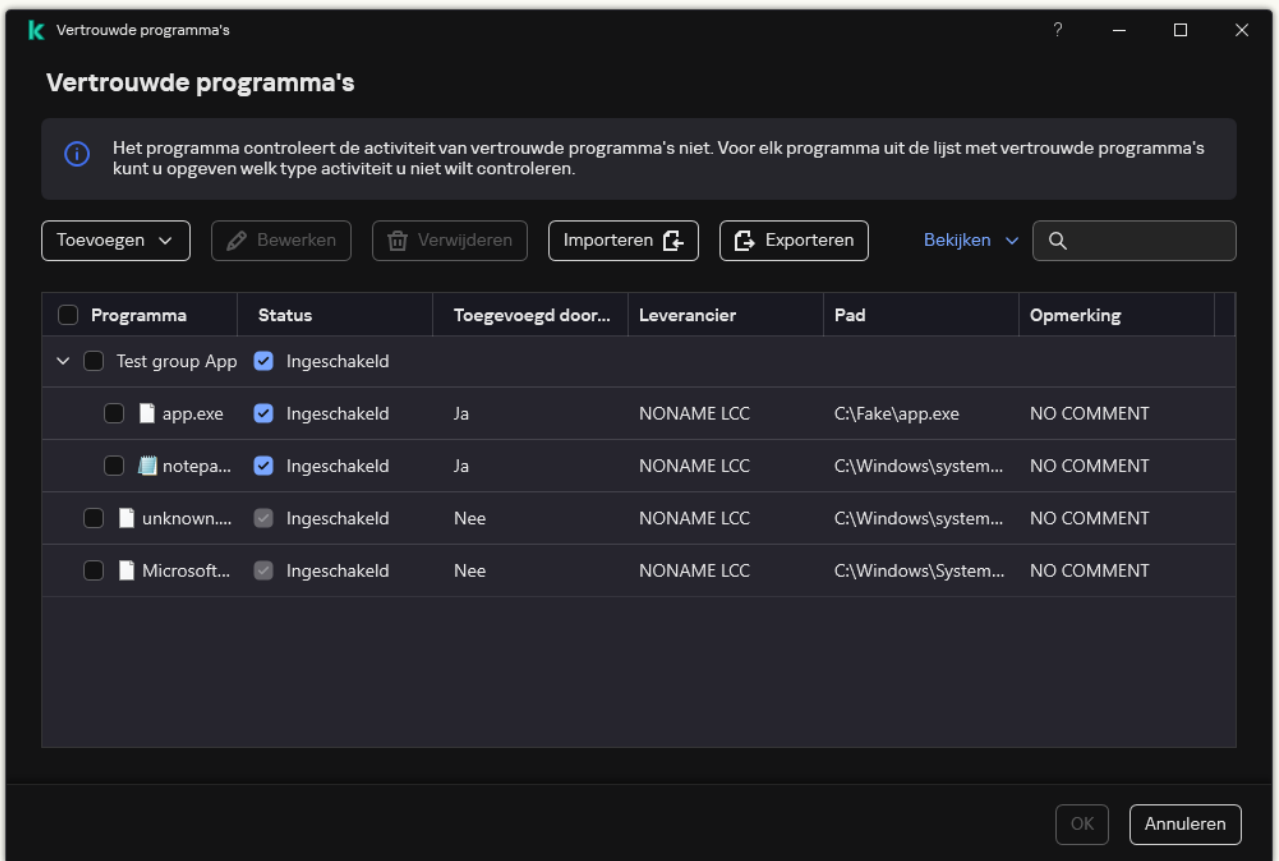 Vertrouwde programma's
?
Vertrouwde programma's
Het programma controleert de activiteit van vertrouwde programma's niet. Voor elk programma uit de lijst met vertrouwde programma's
kunt u opgeven welk type activiteit u niet wilt controleren.
Toevoegen Bewerken Verwijderen Importeren Exporteren Bekijken
Programma Status Toegevoegd door... Leverancier Pad Opmerking
Test group App Ingeschakeld
app.exe Ingeschakeld Ja NONAME LCC C:\Fake\app.exe NO COMMENT
notepa... Ingeschakeld Ja NONAME LCC C:\Windows\system... NO COMMENT
unknown.... Ingeschakeld Nee NONAME LCC C:\Windows\system... NO COMMENT
Microsoft... Ingeschakeld Nee NONAME LCC C:\Windows\System... NO COMMENT
OK Annuleren